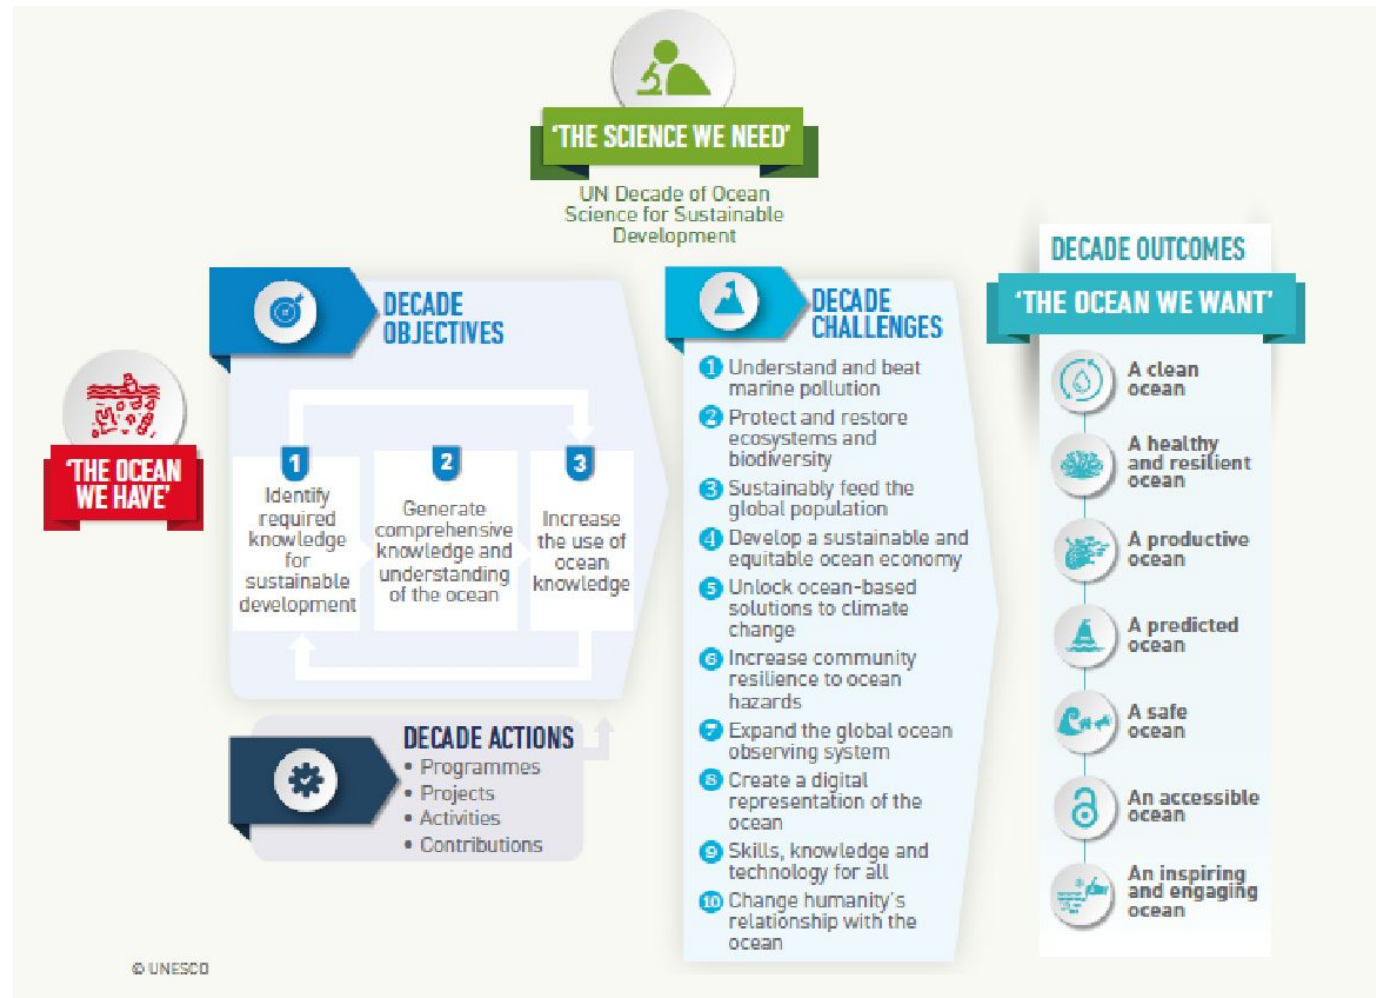 'THE SCIENCE WE NEED'
UN Decade of Ocean
Science for Sustainable
Development
'THE OCEAN
WE HAVE'
DECADE
OBJECTIVES
1
Identify
required
knowledge
for
sustainable
development
2
Generate
comprehensive
knowledge and
understanding
of the ocean
3
Increase
the use of
ocean
knowledge
DECADE ACTIONS
• Programmes
• Projects
• Activities
• Contributions
DECADE
CHALLENGES
1 Understand and beat
marine pollution
2 Protect and restore
ecosystems and
biodiversity
3 Sustainably feed the
global population
4 Develop a sustainable and
equitable ocean economy
5 Unlock ocean-based
solutions to climate
change
6 Increase community
resilience to ocean
hazards
7 Expand the global ocean
observing system
8 Create a digital
representation of the
ocean
9 Skills, knowledge and
technology for all
10 Change humanity's
relationship with the
ocean
DECADE OUTCOMES
'THE OCEAN WE WANT'
A clean
ocean
A healthy
and resilient
ocean
A productive
ocean
A predicted
ocean
A safe
ocean
An accessible
ocean
An inspiring
and engaging
ocean
© UNESCO